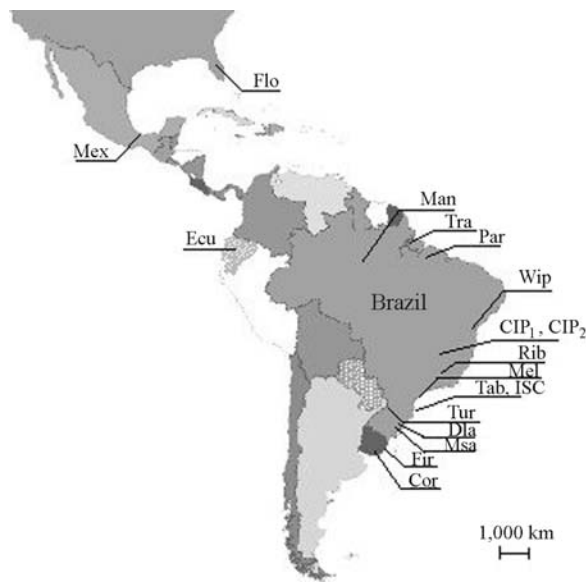 Flo
Mex
Man
Tra
Ecu
Par
Wip
Brazil
CIP1, CIP2
Rib
Mel
Tab, ISC
Tur
Dla
Msa
Fir
Cor
1,000 km